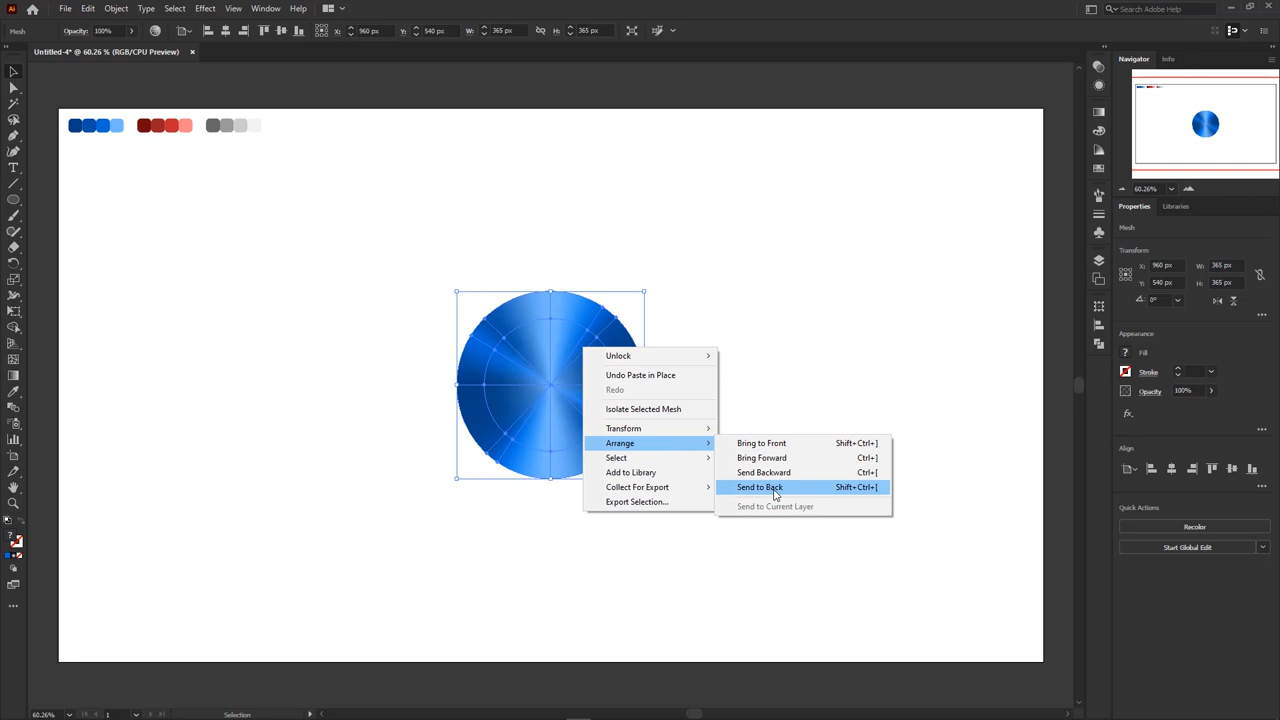 Ai File Edit Object Type Select Effect View Window Help Search Adobe Help
Mesh Opacity: 100% X: 960 px Y: 540 px W: 365 px H: 365 px
Untitled-4* @ 60.26 % (RGB/CPU Preview) ×
Navigator Info
60.26%
Properties Libraries
Mesh
Transform
X: 960 px W: 365 px
Y: 540 px H: 365 px
0°
Appearance
? Fill
Stroke
Opacity 100%
fx.
Align
Quick Actions
Recolor
Start Global Edit
Unlock
Undo Paste in Place
Redo
Isolate Selected Mesh
Transform
Arrange
Select
Add to Library
Collect For Export
Export Selection...
Bring to Front Shift+Ctrl+]
Bring Forward Ctrl+]
Send Backward Ctrl+[
Send to Back Shift+Ctrl+[
Send to Current Layer
60.26% 1 Selection